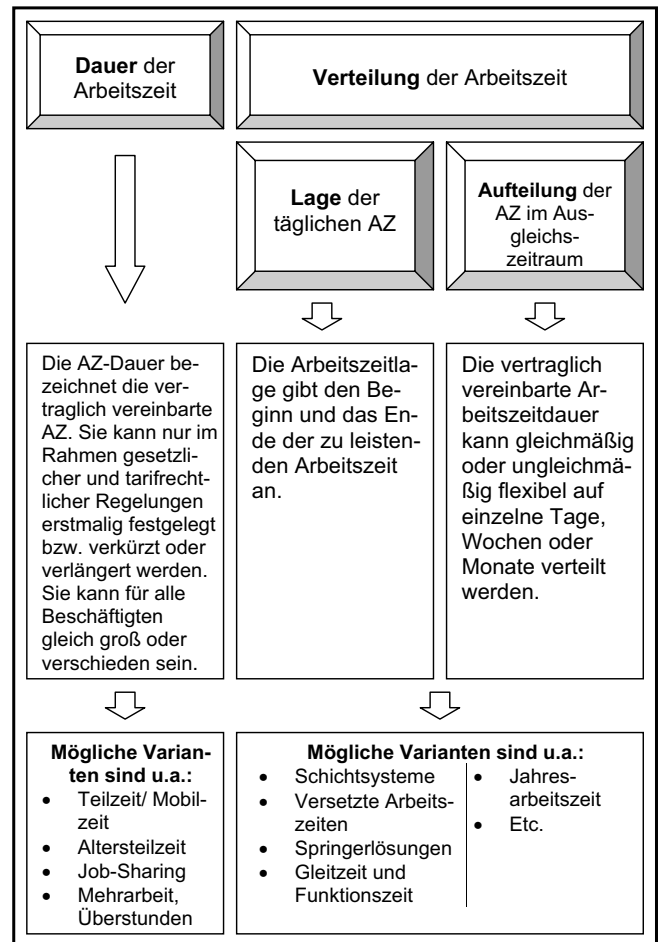 Dauer der
Arbeitszeit
Verteilung der Arbeitszeit
Lage der
täglichen AZ
Aufteilung der
AZ im Aus-
gleichs-
zeitraum
Die AZ-Dauer be-
zeichnet die ver-
traglich vereinbarte
AZ. Sie kann nur im
Rahmen gesetzli-
cher und tarifrecht-
licher Regelungen
erstmalig festgelegt
bzw. verkürzt oder
verlängert werden.
Sie kann für alle
Beschäftigten
gleich groß oder
verschieden sein.
Die Arbeitszeitla-
ge gibt den Be-
ginn und das En-
de der zu leisten-
den Arbeitszeit
an.
Die vertraglich
vereinbarte Ar-
beitszeitdauer
kann gleichmäßig
oder ungleichmä-
ßig flexibel auf
einzelne Tage,
Wochen oder
Monate verteilt
werden.
Mögliche Varian-
ten sind u.a.:
• Teilzeit/ Mobil-
zeit
• Altersteilzeit
• Job-Sharing
• Mehrarbeit,
Überstunden
Mögliche Varianten sind u.a.:
• Schichtsysteme
• Versetzte Arbeits-
zeiten
• Springerlösungen
• Gleitzeit und
Funktionszeit
• Jahres-
arbeitszeit
• Etc.